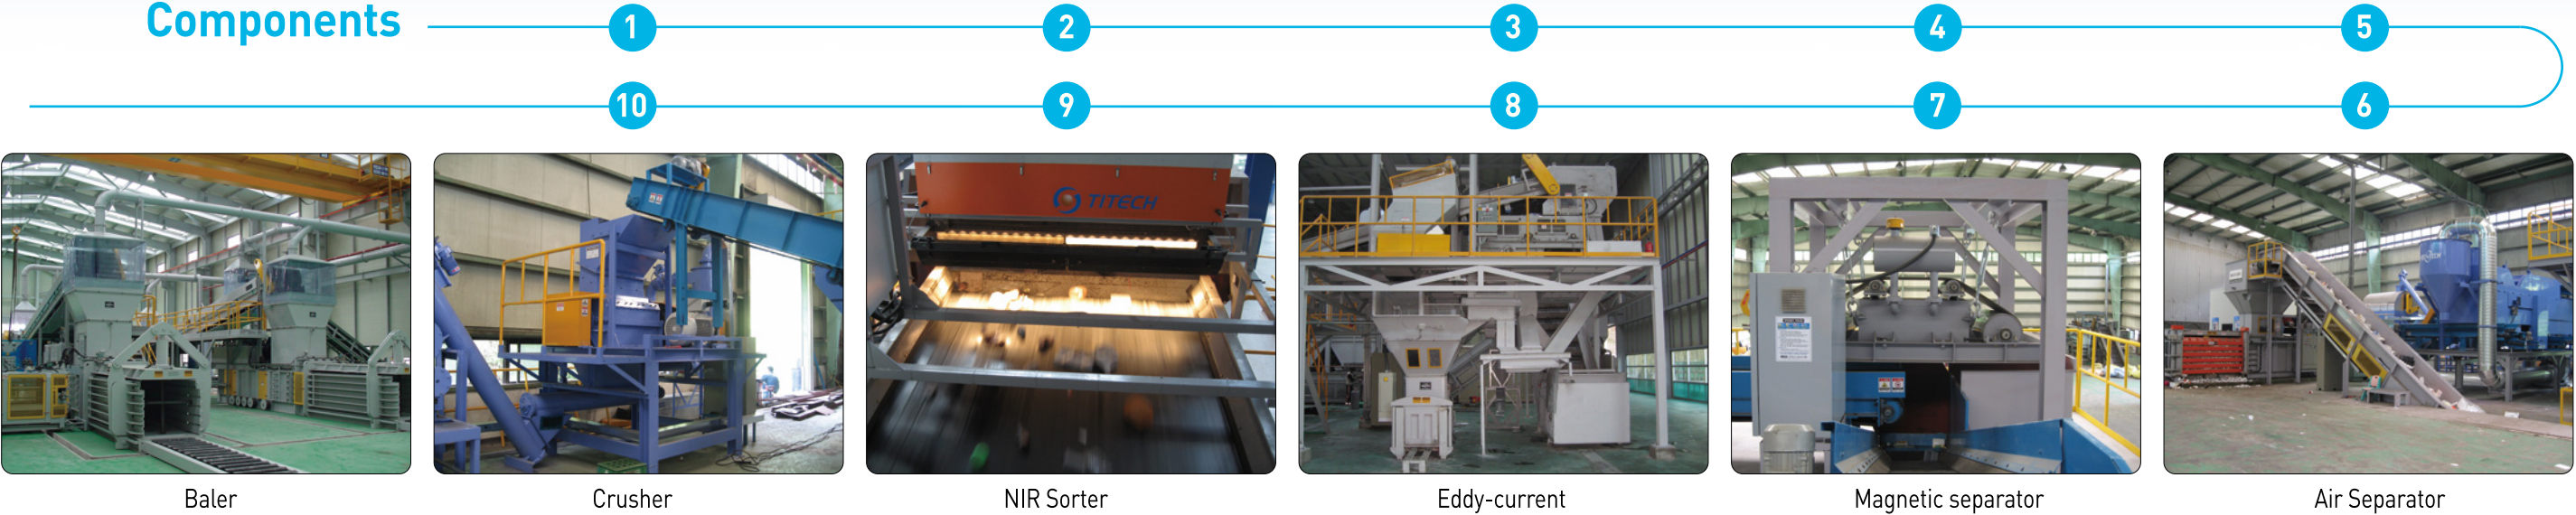 Components
1 2 3 4 5
10 9 8 7 6
TITECH
Baler Crusher NIR Sorter Eddy-current Magnetic separator Air Separator